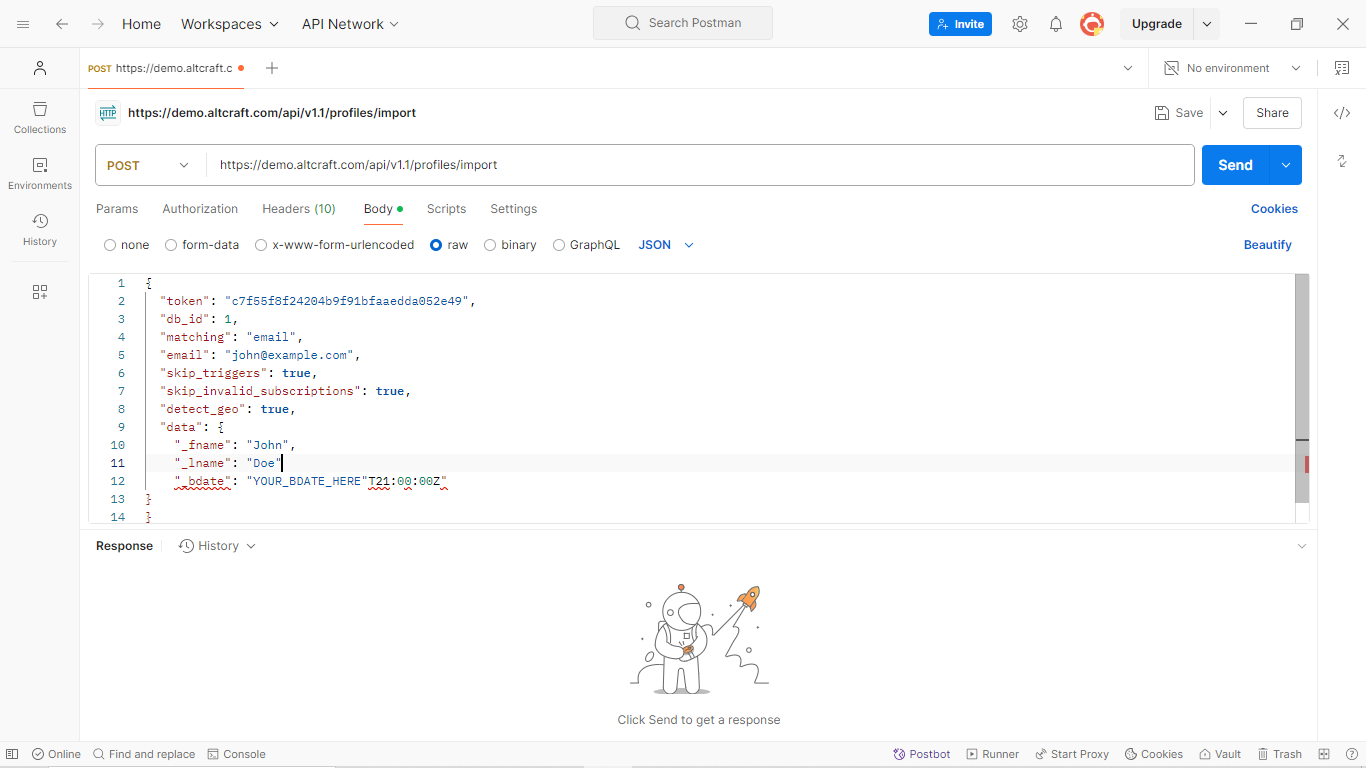 Home Workspaces API Network Search Postman Invite Upgrade
POST https://demo.altcraft.c No environment
HTTP https://demo.altcraft.com/api/v1.1/profiles/import Save Share
Collections
Environments
History
POST https://demo.altcraft.com/api/v1.1/profiles/import Send
Params Authorization Headers (10) Body Scripts Settings Cookies
none form-data x-www-form-urlencoded raw binary GraphQL JSON Beautify
1 {
2 "token": "c7f55f8f24204b9f91bfaaedda052e49",
3 "db_id": 1,
4 "matching": "email",
5 "email": "john@example.com",
6 "skip_triggers": true,
7 "skip_invalid_subscriptions": true,
8 "detect_geo": true,
9 "data": {
10 "_fname": "John",
11 "_lname": "Doe"
12 "_bdate": "YOUR_BDATE_HERE"T21:00:00Z"
13 }
14 }
Response History
Click Send to get a response
Online Find and replace Console Postbot Runner Start Proxy Cookies Vault Trash